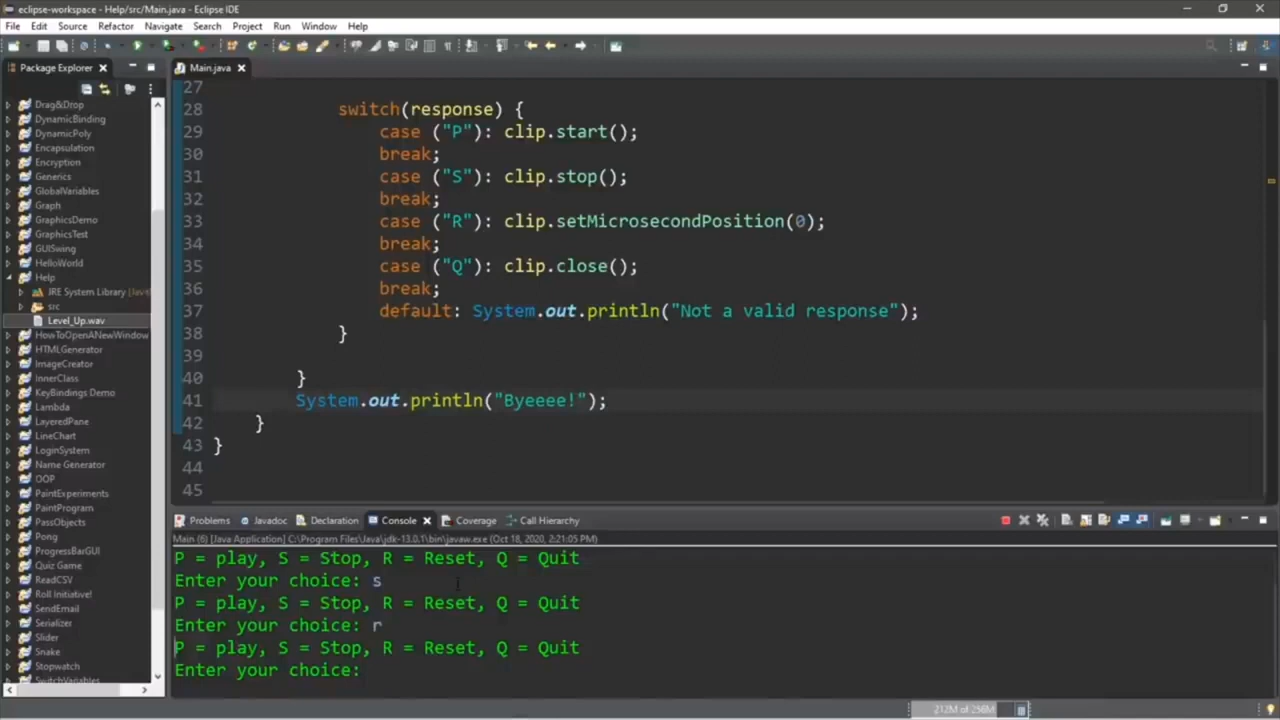 eclipse-workspace - Help/src/Main.java - Eclipse IDE
File Edit Source Refactor Navigate Search Project Run Window Help
Package Explorer
Main.java
Drag&Drop
DynamicBinding
DynamicPoly
Encapsulation
Encryption
Generics
GlobalVariables
Graph
GraphicsDemo
GraphicsTest
GUISwing
HelloWorld
Help
JRE System Library [Java
src
Level_Up.wav
HowToOpenANewWindow
HTMLGenerator
ImageCreator
InnerClass
KeyBindings Demo
Lambda
LayeredPane
LineChart
LoginSystem
Name Generator
OOP
PaintExperiments
PaintProgram
PassObjects
Pong
ProgressBarGUI
Quiz Game
ReadCSV
Roll Initiative!
SendEmail
Serializer
Slider
Snake
Stopwatch
SwitchVariables
27
28 switch(response) {
29 case ("P"): clip.start();
30 break;
31 case ("S"): clip.stop();
32 break;
33 case ("R"): clip.setMicrosecondPosition(0);
34 break;
35 case ("Q"): clip.close();
36 break;
37 default: System.out.println("Not a valid response");
38 }
39
40 }
41 System.out.println("Byeeee!");
42 }
43 }
44
45
Problems Javadoc Declaration Console Coverage Call Hierarchy
Main (6) [Java Application] C:\Program Files\Java\jdk-13.0.1\bin\javaw.exe (Oct 18, 2020, 2:21:05 PM)
P = play, S = Stop, R = Reset, Q = Quit
Enter your choice: s
P = play, S = Stop, R = Reset, Q = Quit
Enter your choice: r
P = play, S = Stop, R = Reset, Q = Quit
Enter your choice:
212M of 256M